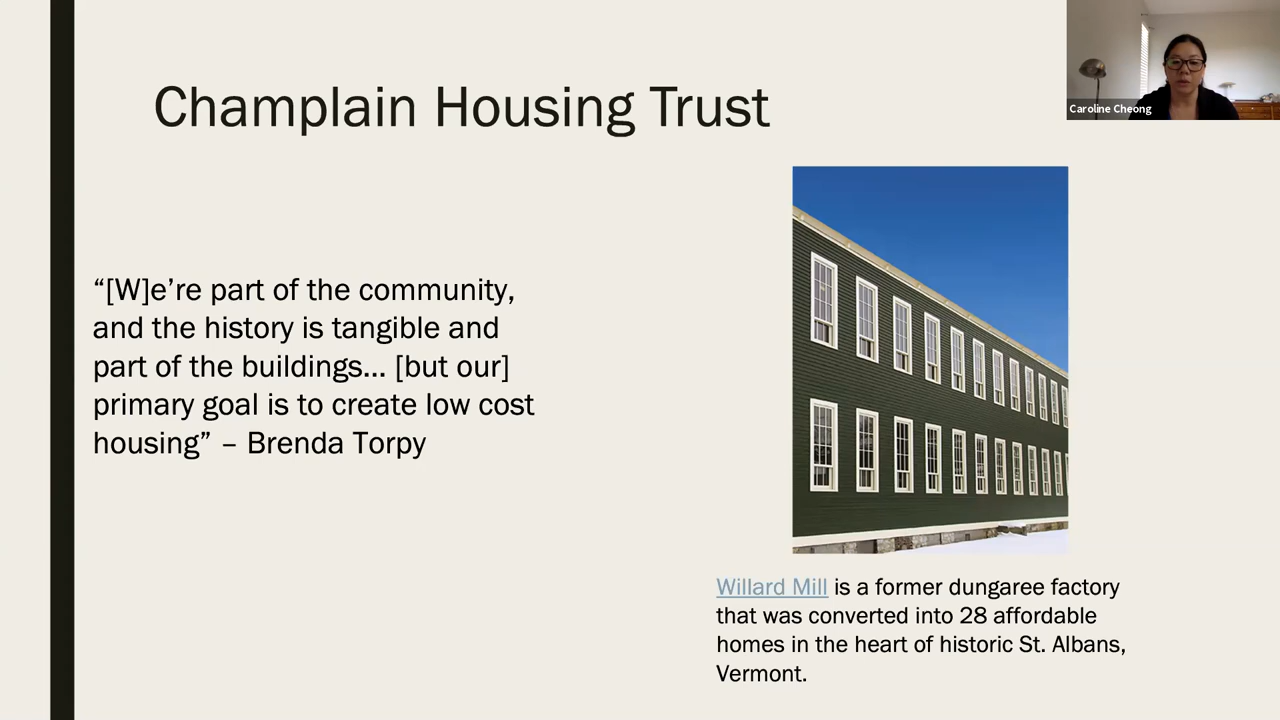 Champlain Housing Trust
Caroline Cheong
“[W]e’re part of the community,
and the history is tangible and
part of the buildings... [but our]
primary goal is to create low cost
housing” – Brenda Torpy
Willard Mill is a former dungaree factory
that was converted into 28 affordable
homes in the heart of historic St. Albans,
Vermont.